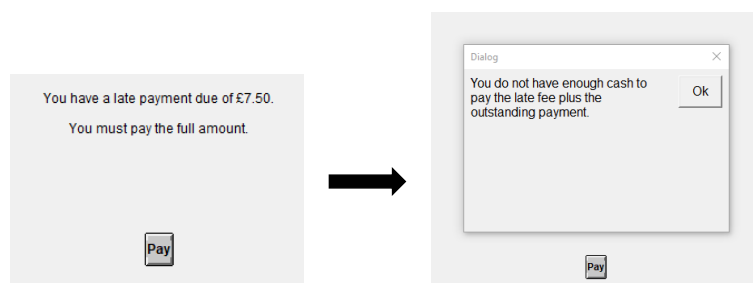 You have a late payment due of £7.50.
You must pay the full amount.
Pay
Dialog
You do not have enough cash to
pay the late fee plus the
outstanding payment.
Ok
Pay